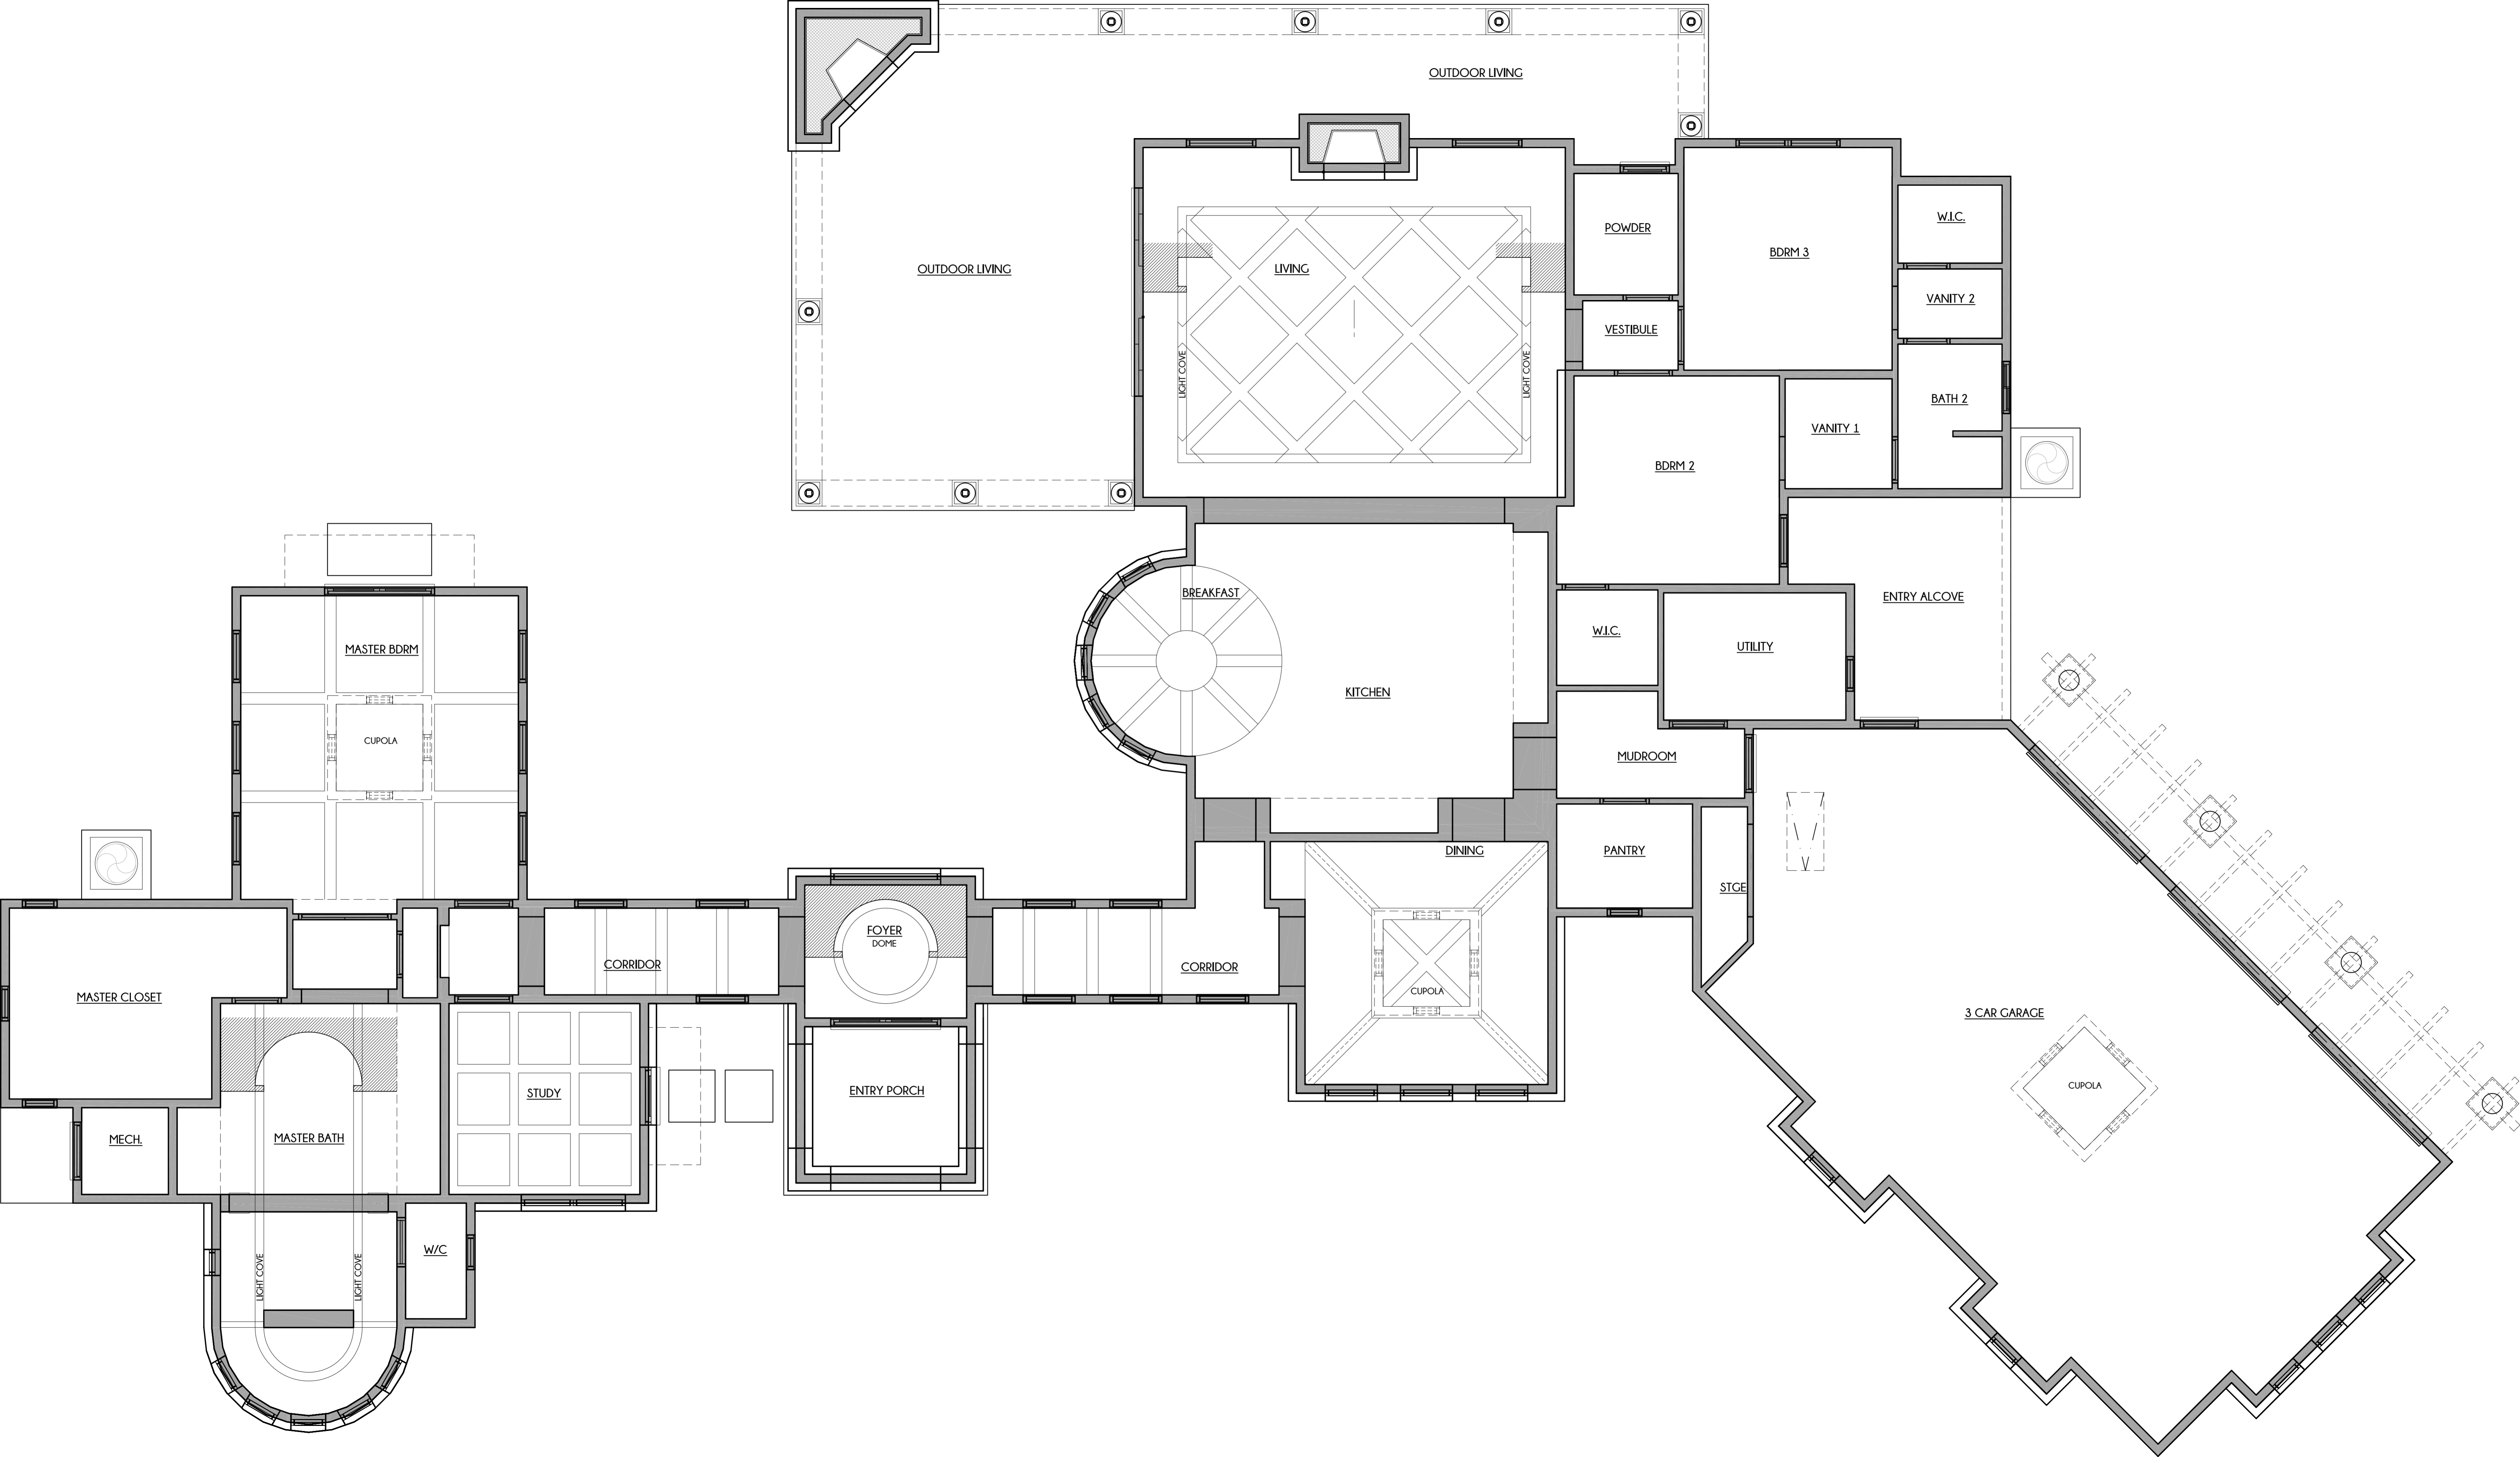 OUTDOOR LIVING
OUTDOOR LIVING
LIVING
LIGHT COVE
LIGHT COVE
POWDER
VESTIBULE
BDRM 3
W.I.C.
VANITY 2
BATH 2
VANITY 1
BDRM 2
ENTRY ALCOVE
BREAKFAST
KITCHEN
W.I.C.
UTILITY
MUDROOM
PANTRY
STGE
DINING
CUPOLA
3 CAR GARAGE
CUPOLA
MASTER BDRM
CUPOLA
MASTER CLOSET
CORRIDOR
FOYER
DOME
CORRIDOR
STUDY
ENTRY PORCH
MECH.
MASTER BATH
W/C
LIGHT COVE
LIGHT COVE